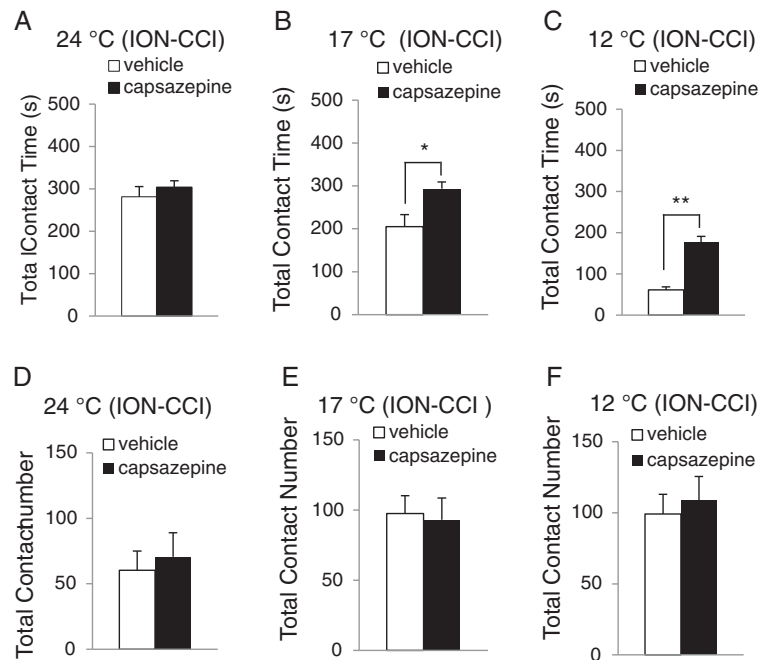 A
24 °C (ION-CCI)
vehicle
capsazepine
Tota lContact Time (s)
500
400
300
200
100
0
B
17 °C (ION-CCI)
vehicle
capsazepine
Total Contact Time (s)
500
400
300
200
100
0
*
C
12 °C (ION-CCI)
vehicle
capsazepine
Total Contact Time (s)
500
400
300
200
100
0
**
D
24 °C (ION-CCI)
vehicle
capsazepine
Total Contachumber
150
100
50
0
E
17 °C (ION-CCI )
vehicle
capsazepine
Total Contact Number
150
100
50
0
F
12 °C (ION-CCI)
vehicle
capsazepine
Total Contact Number
150
100
50
0